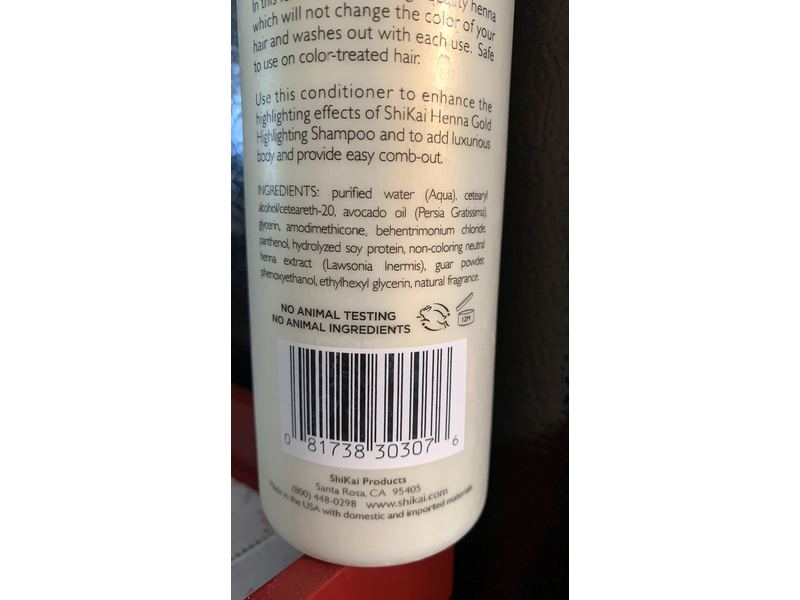 In this
henna
which will not change the color of your
hair and washes out with each use. Safe
to use on color-treated hair.
Use this conditioner to enhance the
highlighting effects of ShiKai Henna Gold
Highlighting Shampoo and to add luxurious
body and provide easy comb-out.
INGREDIENTS: purified water (Aqua), cetearyl
alcohol/ceteareth-20, avocado oil (Persia Gratissima),
glycerin, amodimethicone, behentrimonium chloride,
panthenol, hydrolyzed soy protein, non-coloring neutral
henna extract (Lawsonia Inermis), guar powder,
phenoxyethanol, ethylhexyl glycerin, natural fragrance.
NO ANIMAL TESTING
NO ANIMAL INGREDIENTS
12M
0 81738 30307 6
ShiKai Products
Santa Rosa, CA 95405
(800) 448-0298 www.shikai.com
Made in the USA with domestic and imported materials